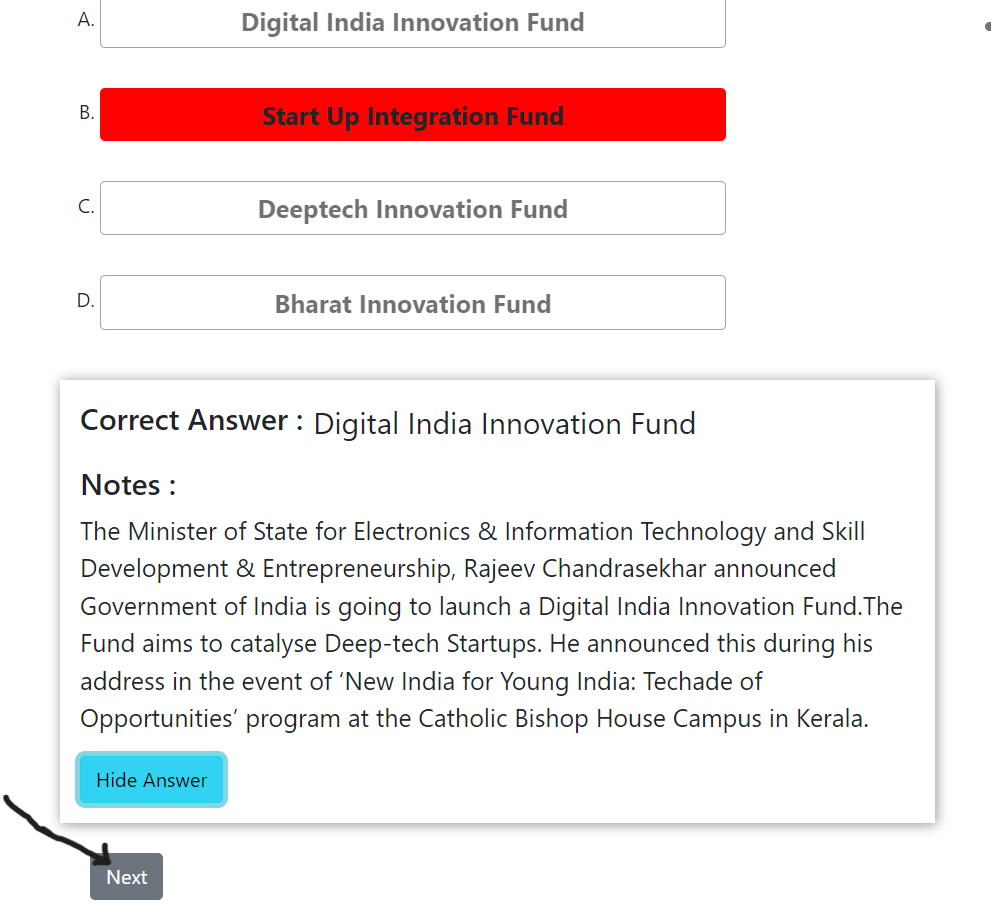 A. Digital India Innovation Fund
B. Start Up Integration Fund
C. Deeptech Innovation Fund
D. Bharat Innovation Fund
Correct Answer : Digital India Innovation Fund
Notes :
The Minister of State for Electronics & Information Technology and Skill
Development & Entrepreneurship, Rajeev Chandrasekhar announced
Government of India is going to launch a Digital India Innovation Fund.The
Fund aims to catalyse Deep-tech Startups. He announced this during his
address in the event of ‘New India for Young India: Techade of
Opportunities’ program at the Catholic Bishop House Campus in Kerala.
Hide Answer
Next